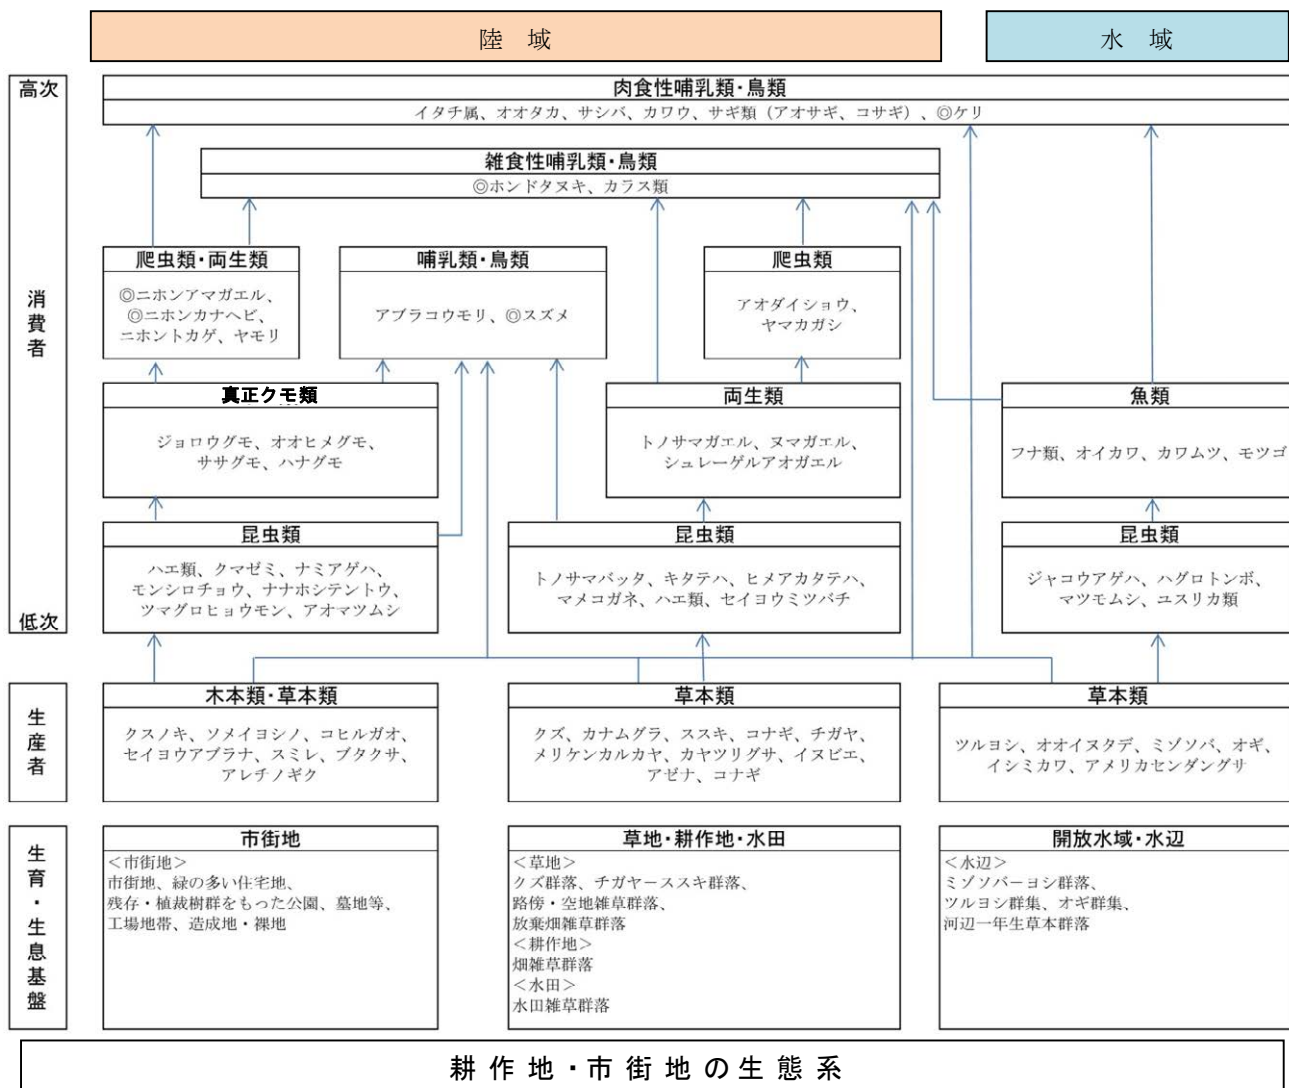 陸 域
水 域
高次
消費者
低次
肉食性哺乳類・鳥類
イタチ属、オオタカ、サシバ、カワウ、サギ類（アオサギ、コサギ）、◎ケリ
雑食性哺乳類・鳥類
◎ホンドタヌキ、カラス類
爬虫類・両生類
◎ニホンアマガエル、
◎ニホンカナヘビ、
ニホントカゲ、ヤモリ
哺乳類・鳥類
アブラコウモリ、◎スズメ
爬虫類
アオダイショウ、
ヤマカガシ
真正クモ類
ジョロウグモ、オオヒメグモ、
ササグモ、ハナグモ
両生類
トノサマガエル、ヌマガエル、
シュレーゲルアオガエル
魚類
フナ類、オイカワ、カワムツ、モツゴ
昆虫類
ハエ類、クマゼミ、ナミアゲハ、
モンシロチョウ、ナナホシテントウ、
ツマグロヒョウモン、アオマツムシ
昆虫類
トノサマバッタ、キタテハ、ヒメアカタテハ、
マメコガネ、ハエ類、セイヨウミツバチ
昆虫類
ジャコウアゲハ、ハグロトンボ、
マツモムシ、ユスリカ類
生産者
木本類・草本類
クスノキ、ソメイヨシノ、コヒルガオ、
セイヨウアブラナ、スミレ、ブタクサ、
アレチノギク
草本類
クズ、カナムグラ、ススキ、コナギ、チガヤ、
メリケンカルカヤ、カヤツリグサ、イヌビエ、
アゼナ、コナギ
草本類
ツルヨシ、オオイヌタデ、ミゾソバ、オギ、
イシミカワ、アメリカセンダングサ
生育・生息基盤
市街地
＜市街地＞
市街地、緑の多い住宅地、
残存・植栽樹群をもった公園、墓地等、
工場地帯、造成地・裸地
草地・耕作地・水田
＜草地＞
クズ群落、チガヤーススキ群落、
路傍・空地雑草群落、
放棄畑雑草群落
＜耕作地＞
畑雑草群落
＜水田＞
水田雑草群落
開放水域・水辺
＜水辺＞
ミゾソバーヨシ群落、
ツルヨシ群集、オギ群集、
河辺一年生草本群落
耕作地・市街地の生態系